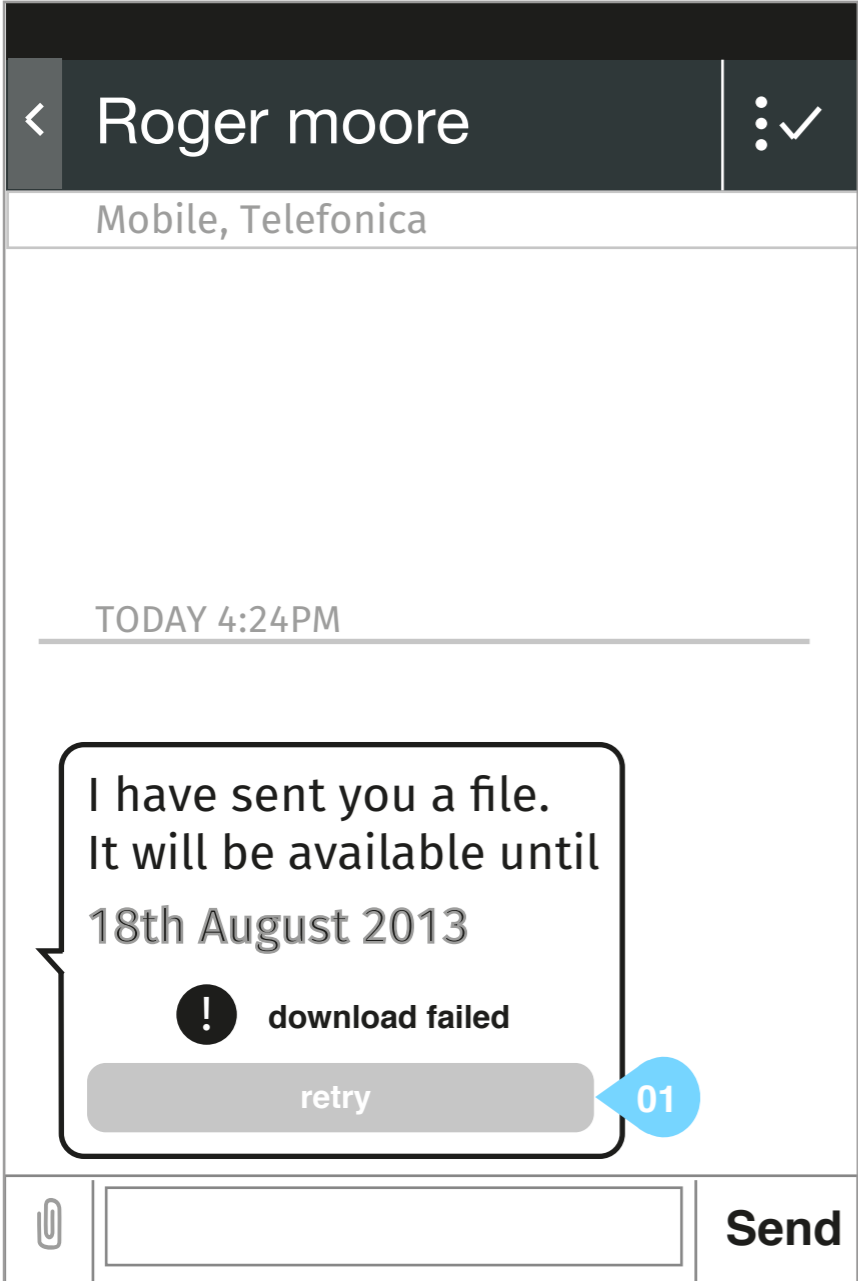 Roger moore
Mobile, Telefonica
TODAY 4:24PM
I have sent you a file.
It will be available until
18th August 2013
! download failed
retry
01
Send